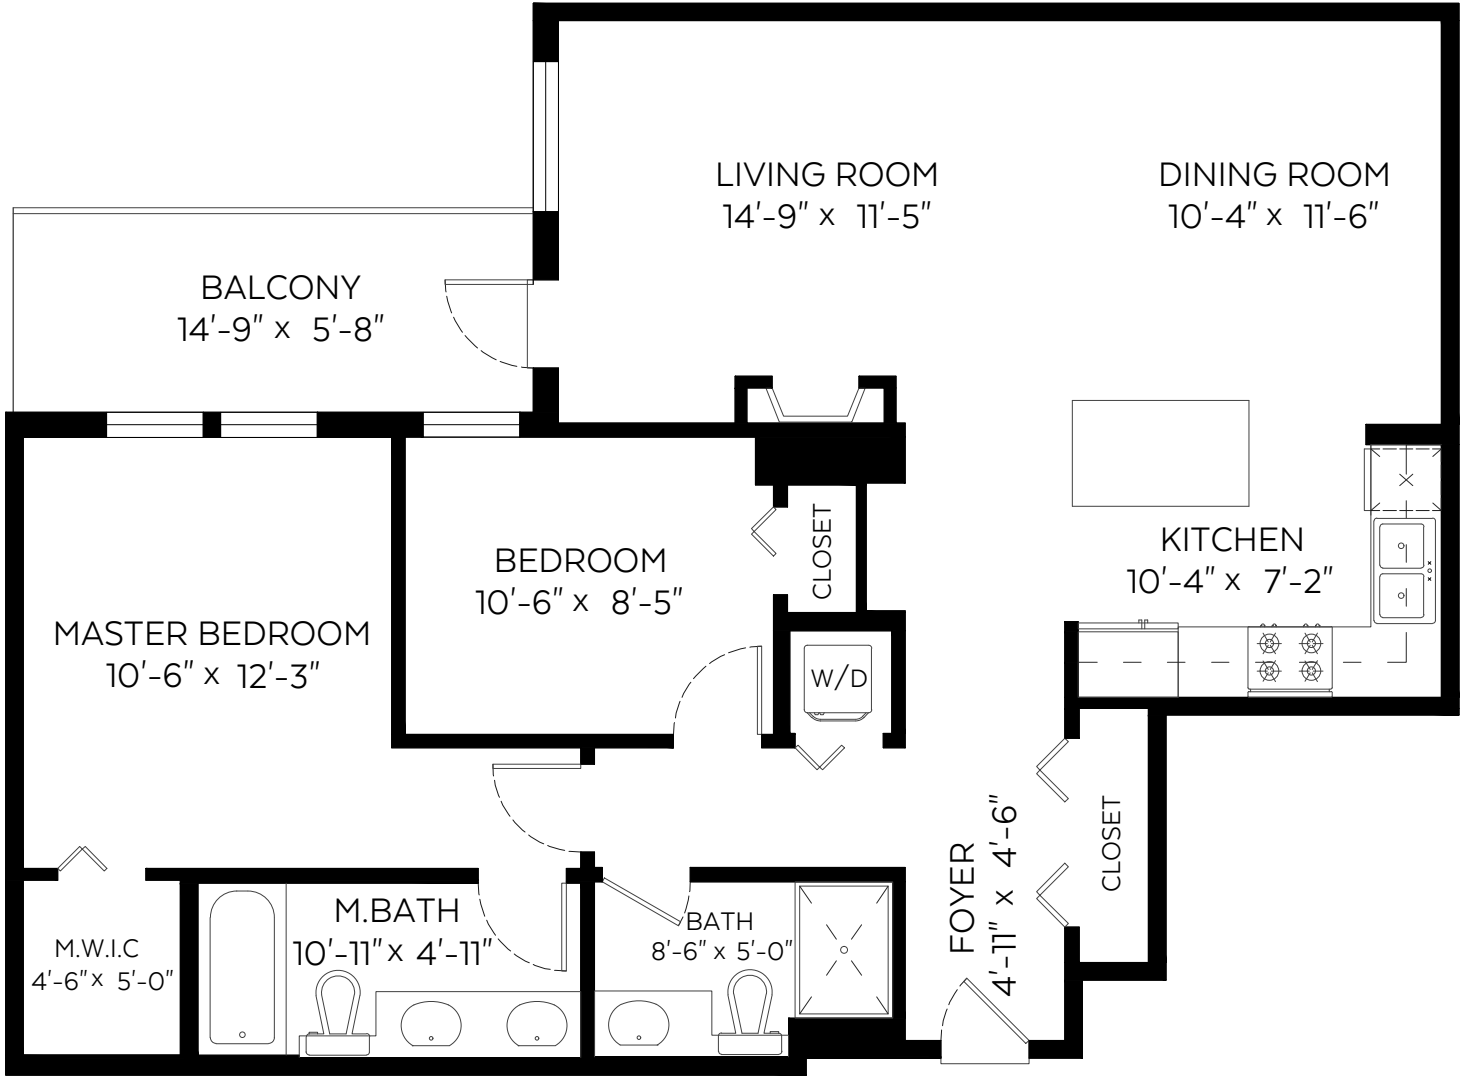 LIVING ROOM
14'-9" x 11'-5"
DINING ROOM
10'-4" x 11'-6"
BALCONY
14'-9" x 5'-8"
KITCHEN
10'-4" x 7'-2"
BEDROOM
10'-6" x 8'-5"
CLOSET
MASTER BEDROOM
10'-6" x 12'-3"
W/D
CLOSET
FOYER
4'-11" x 4'-6"
M.BATH
10'-11" x 4'-11"
BATH
8'-6" x 5'-0"
M.W.I.C
4'-6" x 5'-0"